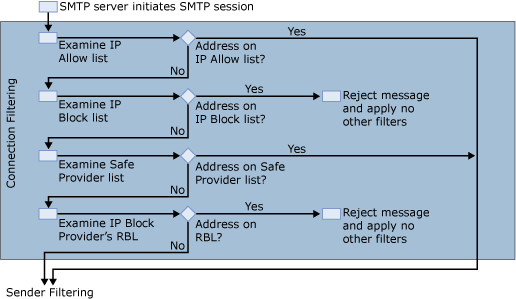 SMTP server initiates SMTP session
Connection Filtering
Examine IP
Allow list
Address on
IP Allow list?
Yes
No
Examine IP
Block list
Address on
IP Block list?
Yes
Reject message
and apply no
other filters
No
Examine Safe
Provider list
Address on Safe
Provider list?
Yes
No
Examine IP Block
Provider's RBL
Address on
RBL?
Yes
Reject message
and apply no
other filters
No
Sender Filtering